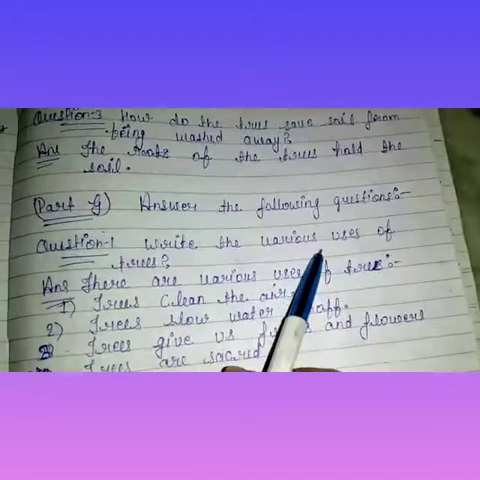 Question-3 How do the trees save soil from
being washed away?
Ans The roots of the trees hold the
soil.
(Part-G) Answer the following questions:-
Question-1 Write the various uses of
trees?
Ans There are various uses of trees:-
1) Trees clean the air.
2) Trees slow water
Trees give us and flowers
Trees are sacred